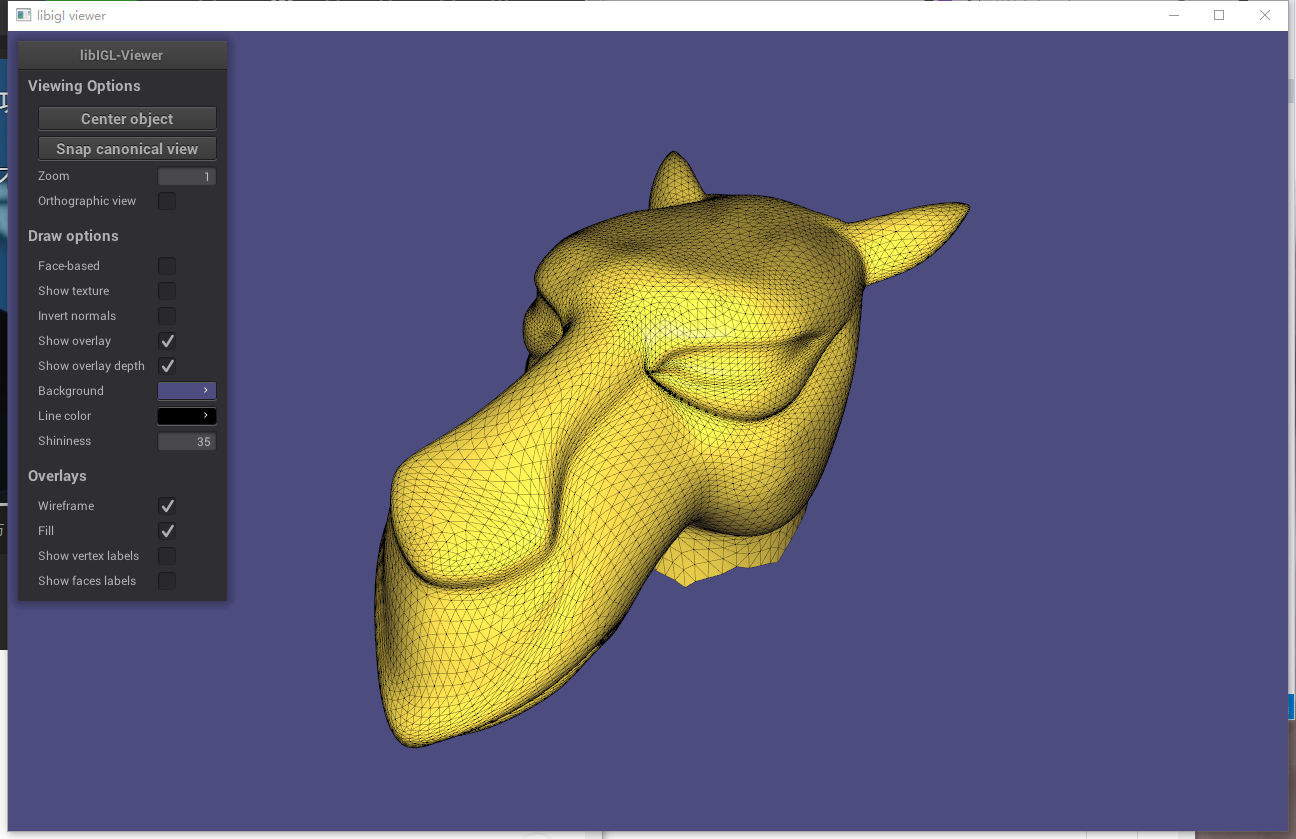 libigl viewer
libIGL-Viewer
Viewing Options
Center object
Snap canonical view
Zoom 1
Orthographic view
Draw options
Face-based
Show texture
Invert normals
Show overlay
Show overlay depth
Background
Line color
Shininess 35
Overlays
Wireframe
Fill
Show vertex labels
Show faces labels